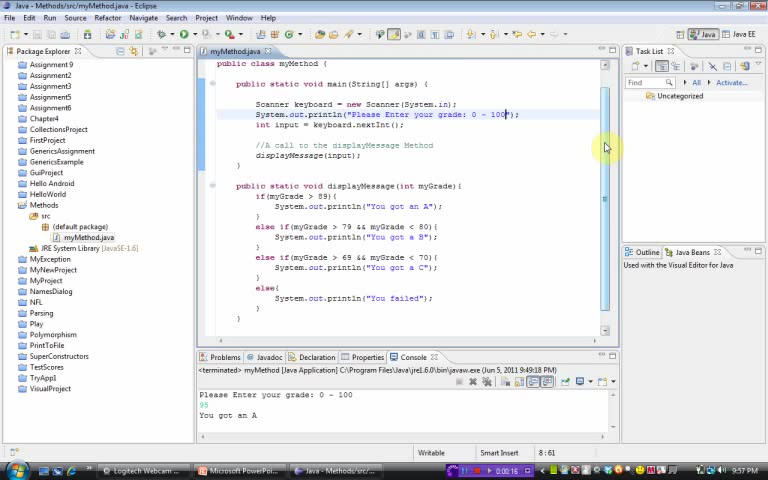 Java - Methods/src/myMethod.java - Eclipse
File Edit Run Source Refactor Navigate Search Project Window Help
Java Java EE
Package Explorer
Assignment 9
Assignment2
Assignment3
Assignment5
Assignment6
Chapter 4
CollectionsProject
FirstProject
GenericsAssignment
GenericsExample
GuiProject
Hello Android
HelloWorld
Methods
src
(default package)
myMethod.java
JRE System Library [JavaSE-1.6]
MyException
MyNewProject
MyProject
NamesDialog
NFL
Parsing
Play
Polymorphism
PrintToFile
SuperConstructors
TestScores
TryApp1
VisualProject
myMethod.java
public class myMethod {
public static void main(String[] args) {
Scanner keyboard = new Scanner(System.in);
System.out.println("Please Enter your grade: 0 - 100");
int input = keyboard.nextInt();
//A call to the displayMessage Method
displayMessage(input);
}
public static void displayMessage(int myGrade){
if(myGrade > 89){
System.out.println("You got an A");
}
else if(myGrade > 79 && myGrade < 80){
System.out.println("You got a B");
}
else if(myGrade > 69 && myGrade < 70){
System.out.println("You got a C");
}
else{
System.out.println("You failed");
}
}
Task List
Find All Activate...
Uncategorized
Outline Java Beans
Used with the Visual Editor for Java
Problems Javadoc Declaration Properties Console
<terminated> myMethod [Java Application] C:\Program Files\Java\jre1.6.0\bin\javaw.exe (Jun 5, 2011 9:49:18 PM)
Please Enter your grade: 0 - 100
95
You got an A
Writable Smart Insert 8 : 61
Logitech Webcam ... Microsoft PowerPoi... Java - Methods/src/... 0:00:16 9:57 PM